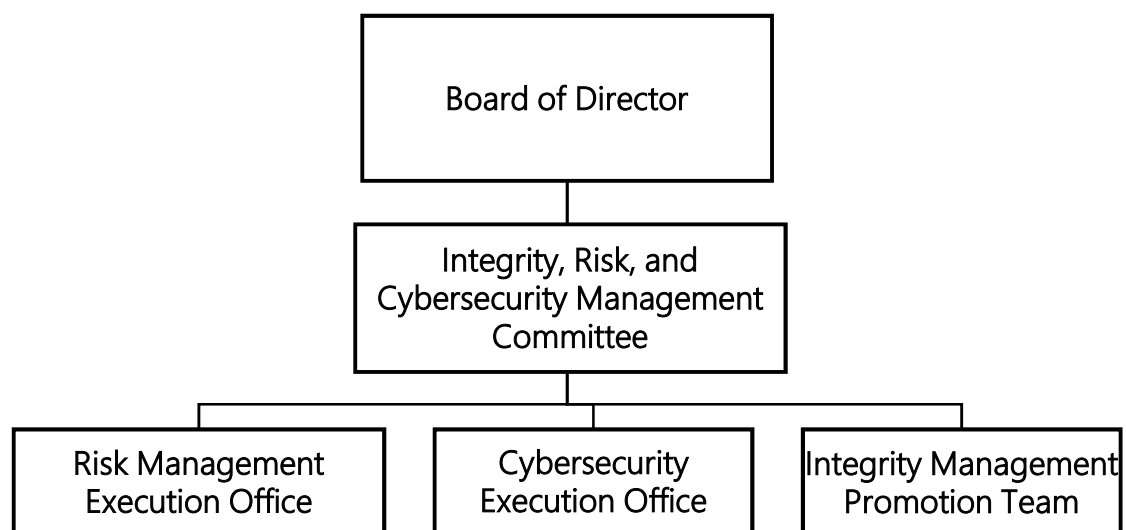 Board of Director
Integrity, Risk, and
Cybersecurity Management
Committee
Risk Management
Execution Office
Cybersecurity
Execution Office
Integrity Management
Promotion Team